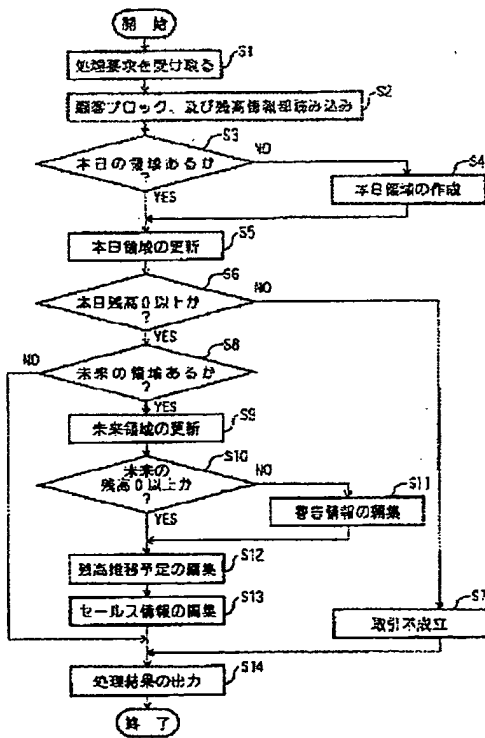 開 始
S1
処理要求を受け取る
S2
顧客ブロック、及び残高情報部読み込み
S3
本日の領域あるか
?
NO
YES
S4
本日領域の作成
S5
本日領域の更新
S6
本日残高0以上か
?
NO
YES
S8
NO
未来の領域あるか
?
YES
S9
未来領域の更新
S10
未来の
残高0以上か
?
NO
YES
S11
警告情報の編集
S12
残高推移予定の編集
S13
セールス情報の編集
S7
取引不成立
S14
処理結果の出力
終 了